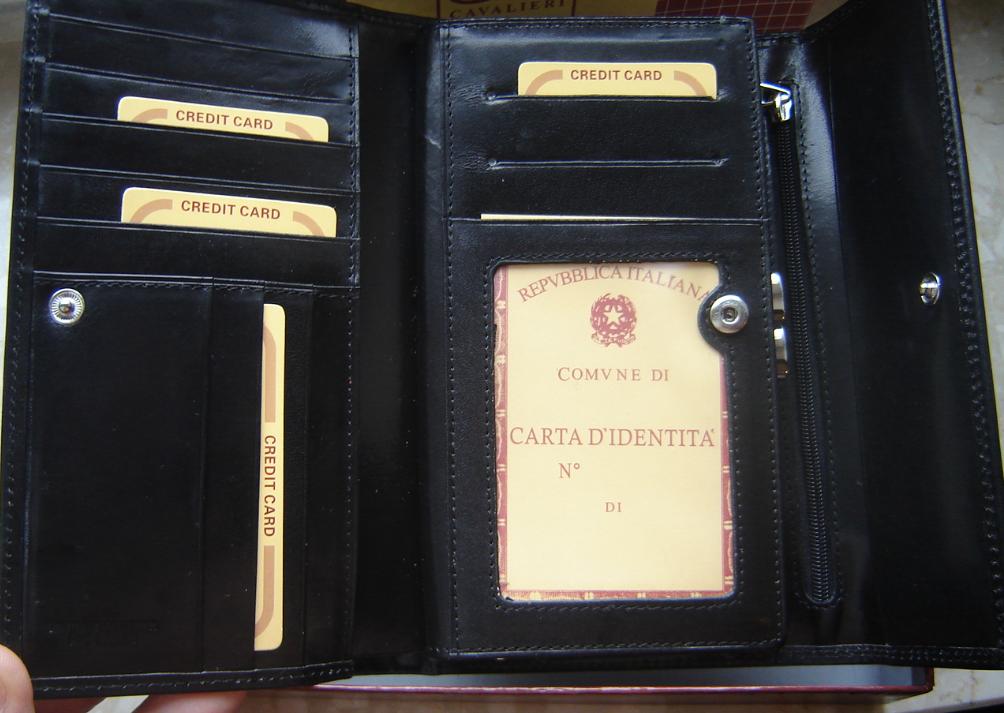 CAVALIERI
CREDIT CARD
CREDIT CARD
CREDIT CARD
CREDIT CARD
REPVBBLICA ITALIANA
COMVNE DI
CARTA D'IDENTITA'
N°
DI